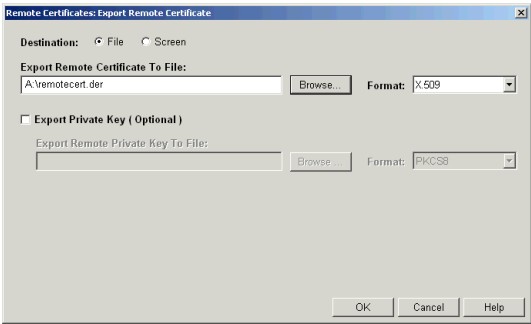 Remote Certificates: Export Remote Certificate
Destination: File Screen
Export Remote Certificate To File:
A:\remotecert.der Browse... Format: X.509
Export Private Key ( Optional )
Export Remote Private Key To File:
Browse ... Format: PKCS8
OK Cancel Help